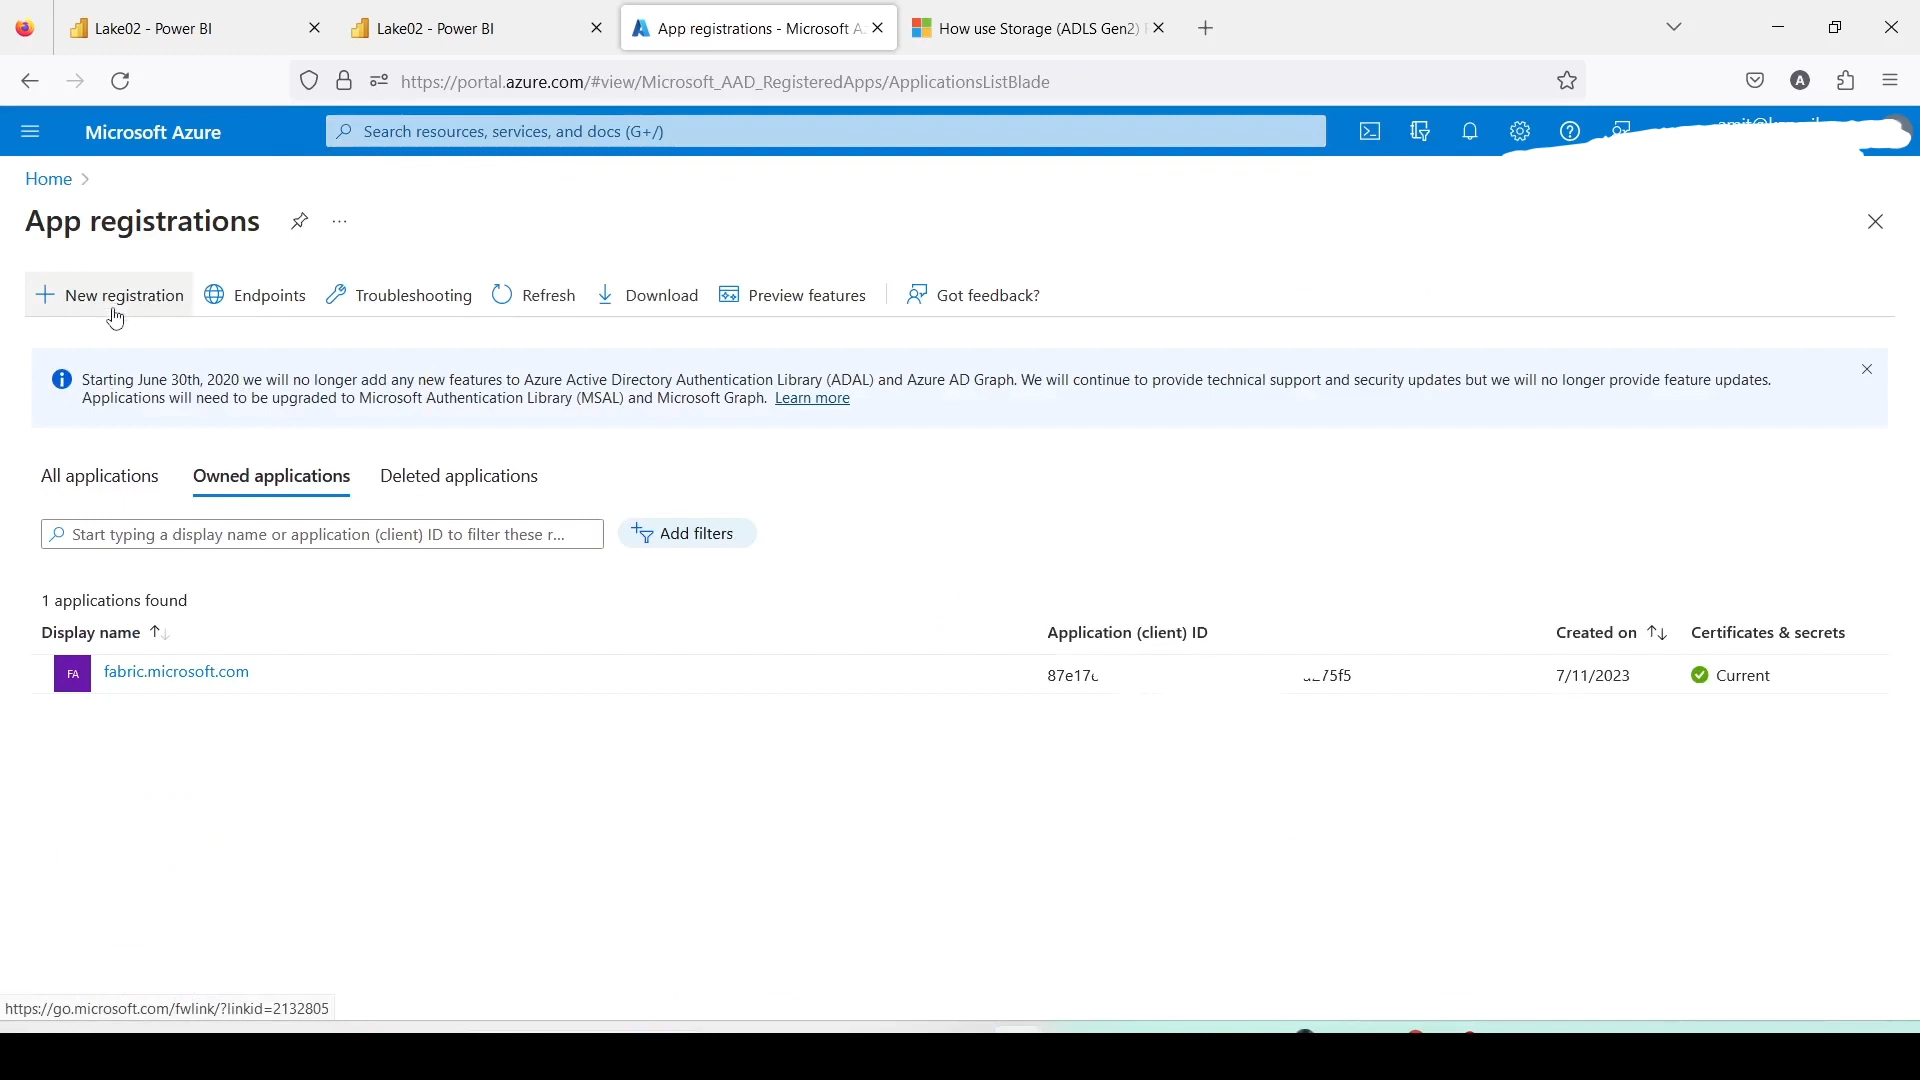 Lake02 - Power BI
Lake02 - Power BI
App registrations - Microsoft A
How use Storage (ADLS Gen2)
https://portal.azure.com/#view/Microsoft_AAD_RegisteredApps/ApplicationsListBlade
A
Microsoft Azure
Search resources, services, and docs (G+/)
Home >
App registrations
...
New registration
Endpoints
Troubleshooting
Refresh
Download
Preview features
Got feedback?
Starting June 30th, 2020 we will no longer add any new features to Azure Active Directory Authentication Library (ADAL) and Azure AD Graph. We will continue to provide technical support and security updates but we will no longer provide feature updates.
Applications will need to be upgraded to Microsoft Authentication Library (MSAL) and Microsoft Graph. Learn more
All applications
Owned applications
Deleted applications
Start typing a display name or application (client) ID to filter these r...
Add filters
1 applications found
Display name
Application (client) ID
Created on
Certificates & secrets
FA
fabric.microsoft.com
87e17
75f5
7/11/2023
Current
https://go.microsoft.com/fwlink/?linkid=2132805